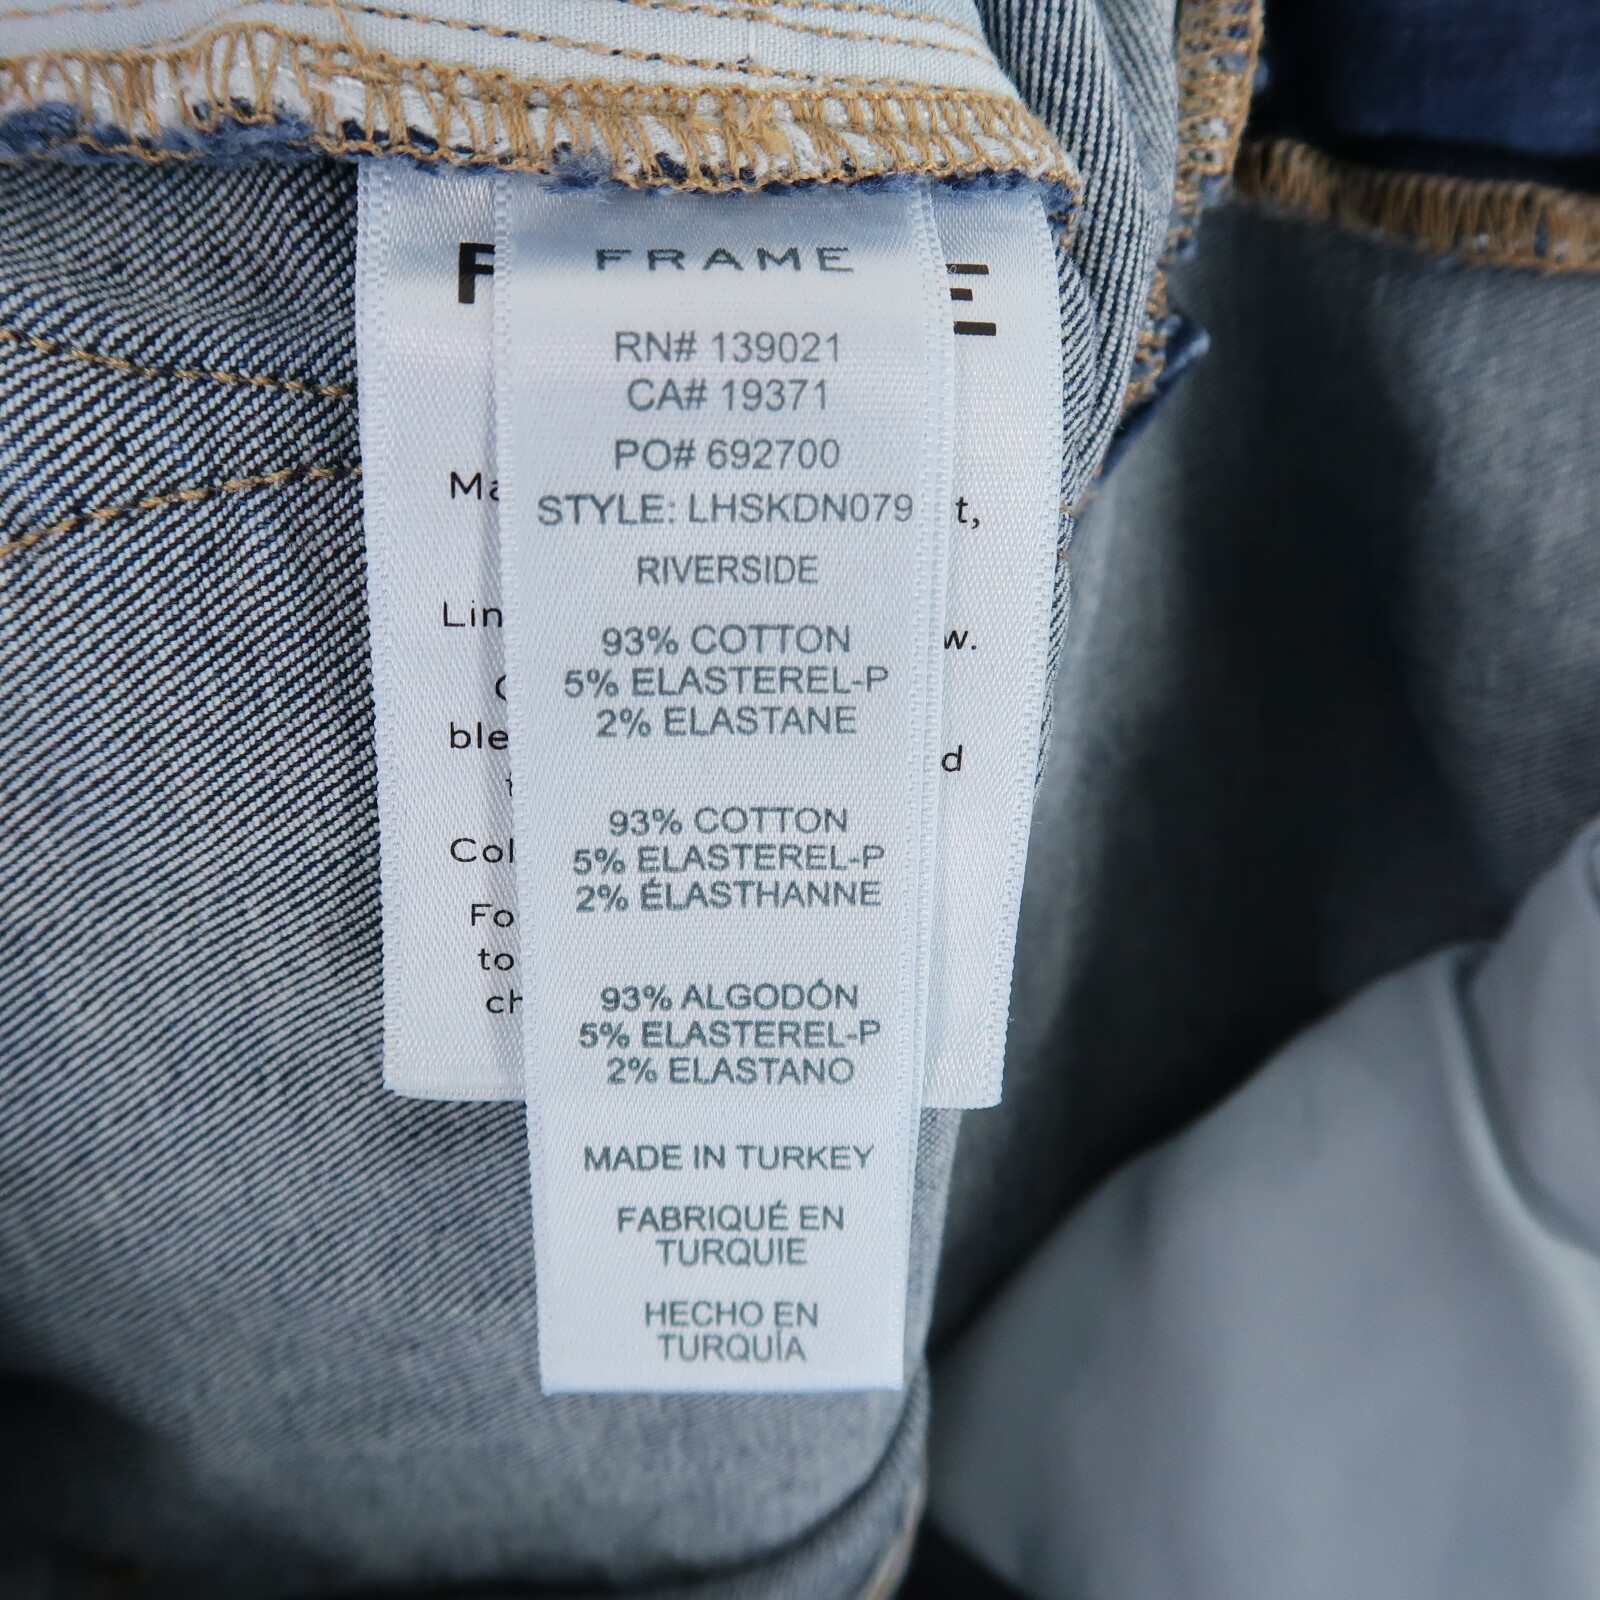 FRAME
RN# 139021
CA# 19371
PO# 692700
STYLE: LHSKDN079
RIVERSIDE
93% COTTON
5% ELASTEREL-P
2% ELASTANE
93% COTTON
5% ELASTEREL-P
2% ÉLASTHANNE
93% ALGODÓN
5% ELASTEREL-P
2% ELASTANO
MADE IN TURKEY
FABRIQUÉ EN
TURQUIE
HECHO EN
TURQUÍA